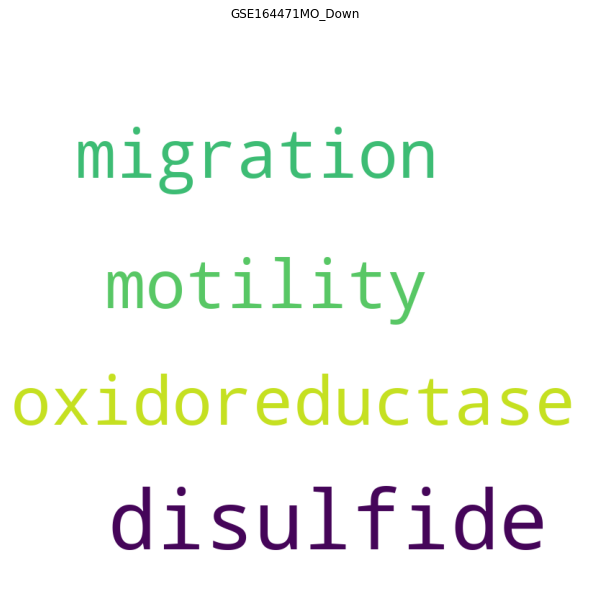 GSE164471MO_Down
migration
motility
oxidoreductase
disulfide